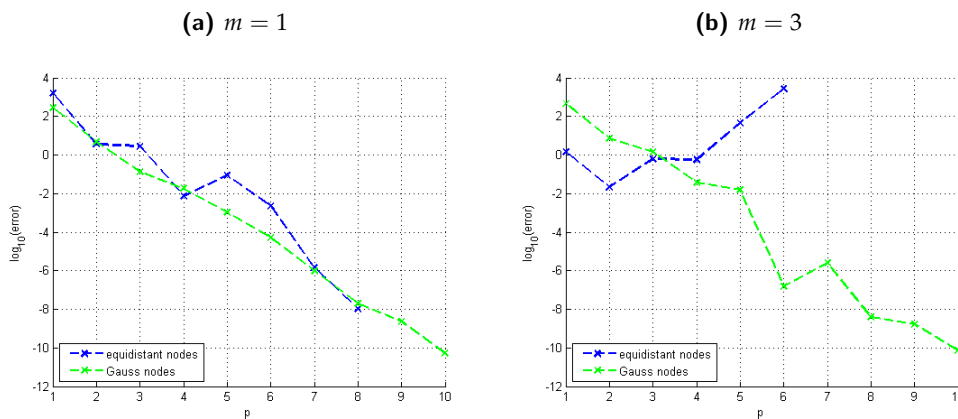 (a) m = 1
(b) m = 3
4
2
0
-2
-4
-6
-8
-10
-12
log10(error)
1 2 3 4 5 6 7 8 9 10
p
equidistant nodes
Gauss nodes
4
2
0
-2
-4
-6
-8
-10
-12
log10(error)
1 2 3 4 5 6 7 8 9 1
p
equidistant nodes
Gauss nodes